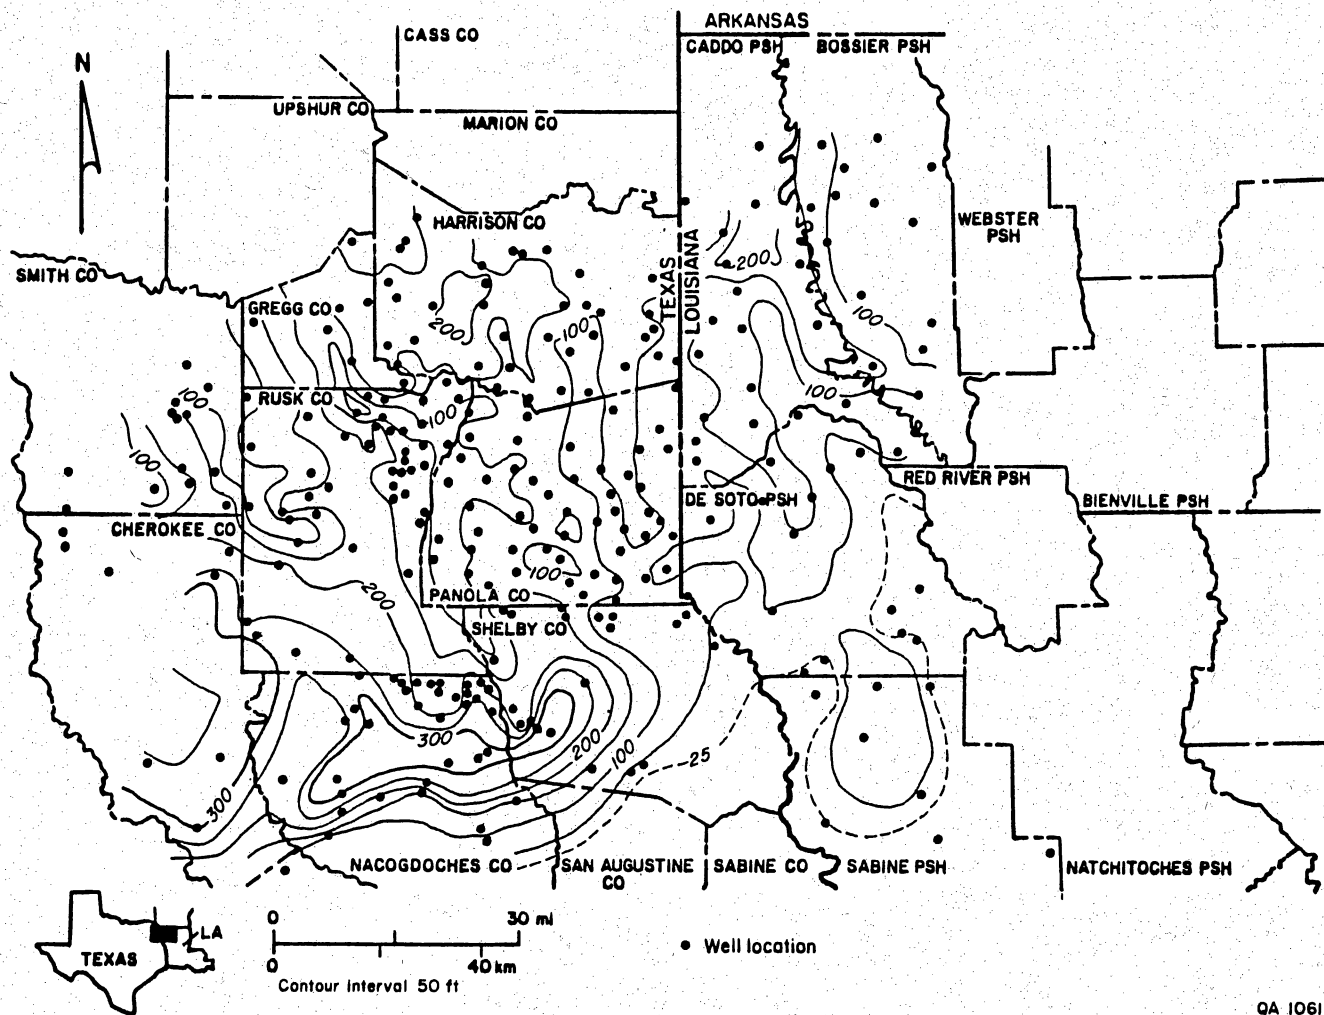 ARKANSAS
CASS CO
CADDO PSH
BOSSIER PSH
N
UPSHUR CO
MARION CO
HARRISON CO
WEBSTER
PSH
TEXAS
LOUISIANA
SMITH CO
200
GREGG CO
200
100
100
RUSK CO
100
100
100
100
RED RIVER PSH
DE SOTO PSH
BIENVILLE PSH
CHEROKEE CO
100
200
PANOLA CO
SHELBY CO
300
200
100
25
300
NACOGDOCHES CO
SAN AUGUSTINE
CO
SABINE CO
SABINE PSH
NATCHITOCHES PSH
0
30 mi
LA
TEXAS
Well location
0
40 km
Contour interval 50 ft
QA 1061